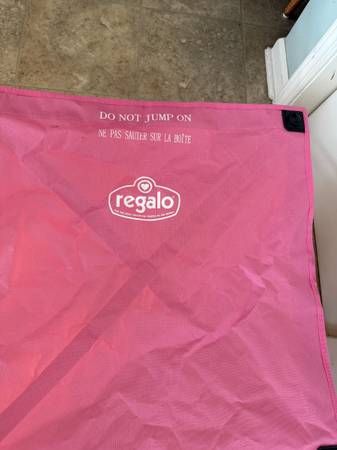 DO NOT JUMP ON
NE PAS SAUTER SUR LA BOÎTE
regalo®